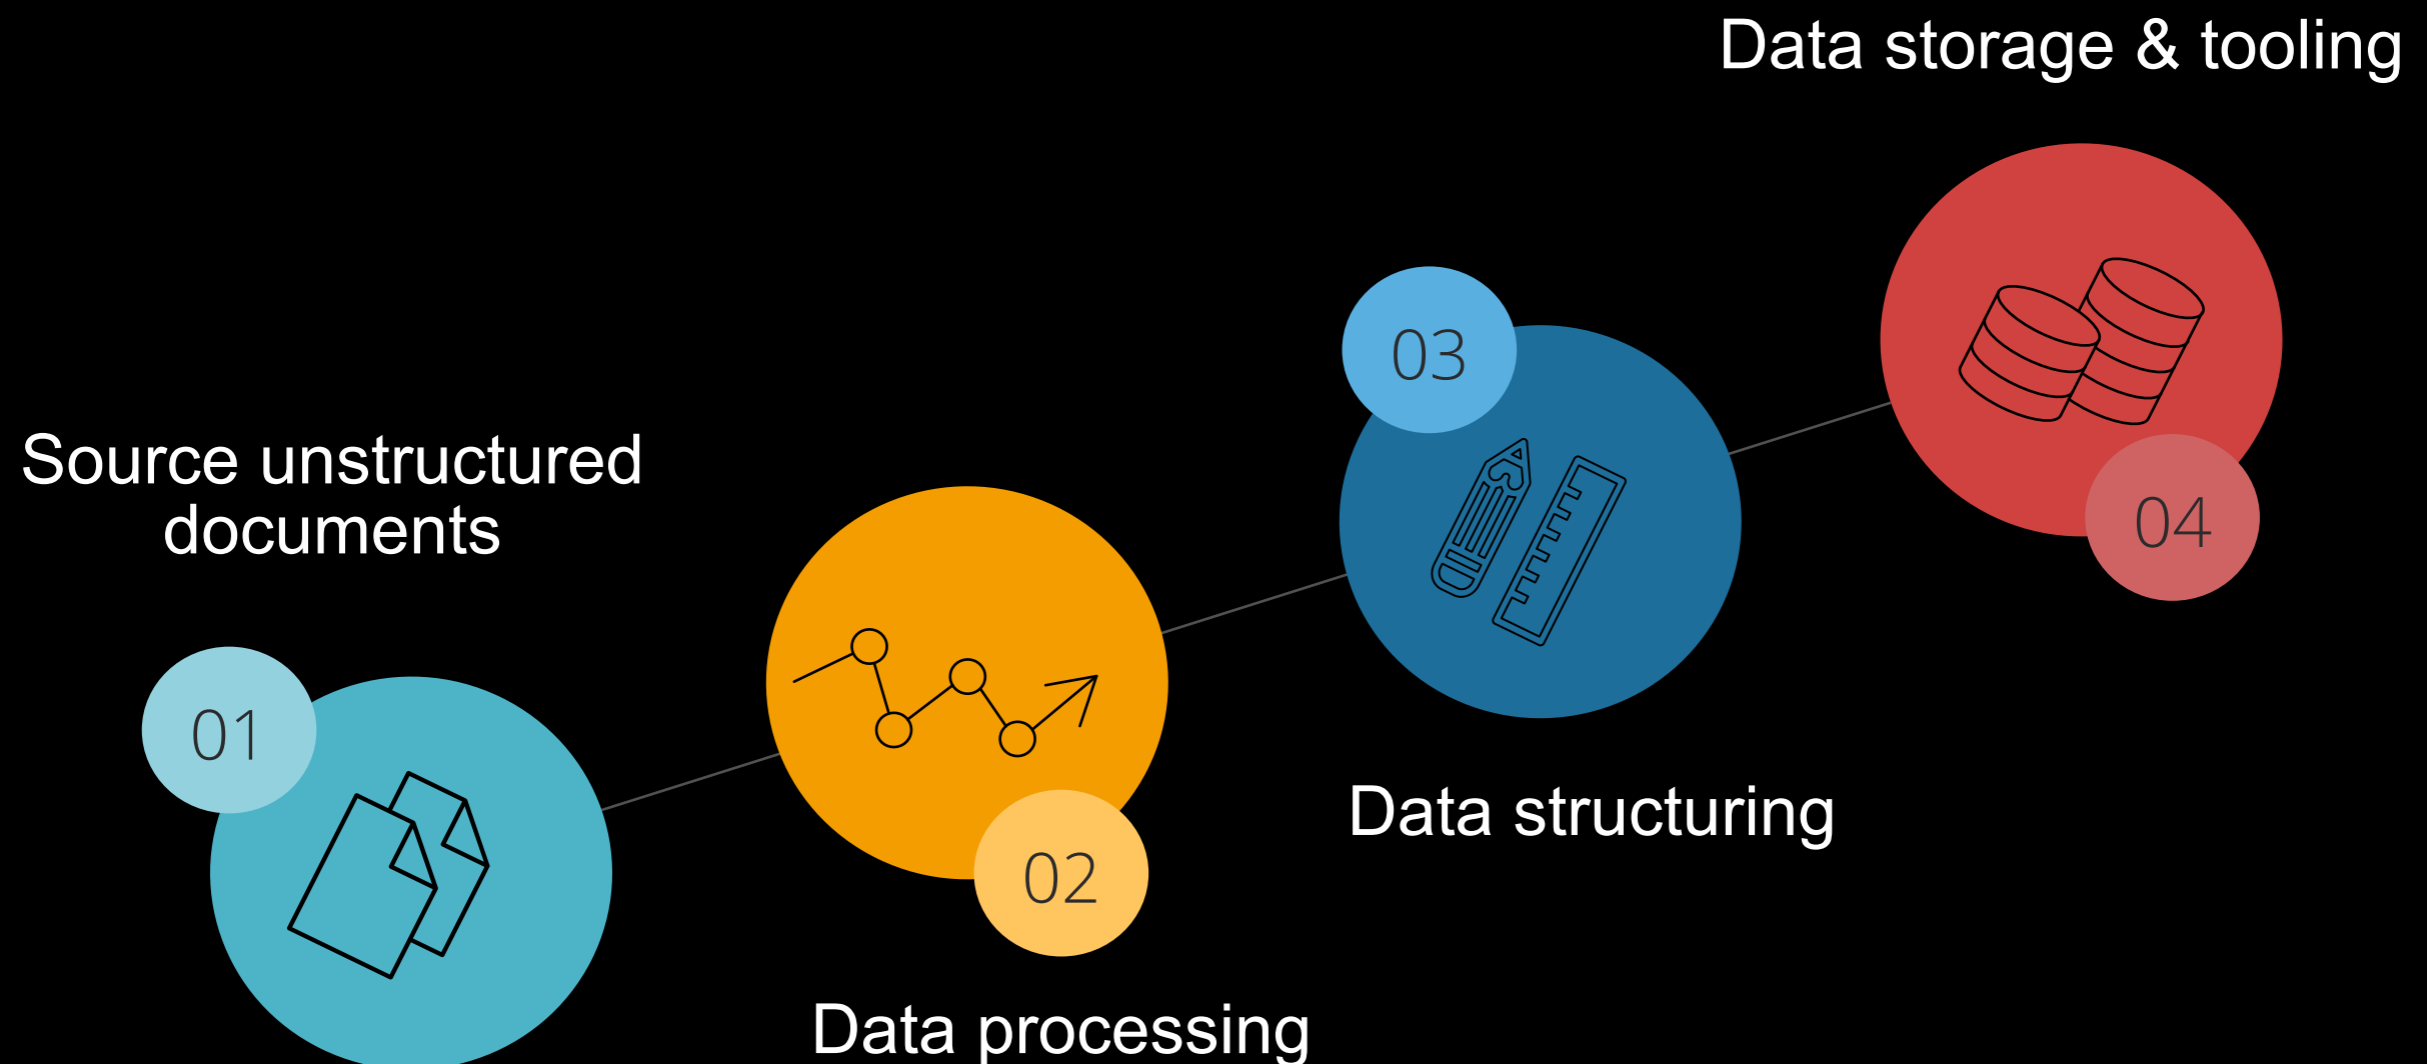 Source unstructured
documents
01
Data processing
02
Data structuring
03
Data storage & tooling
04